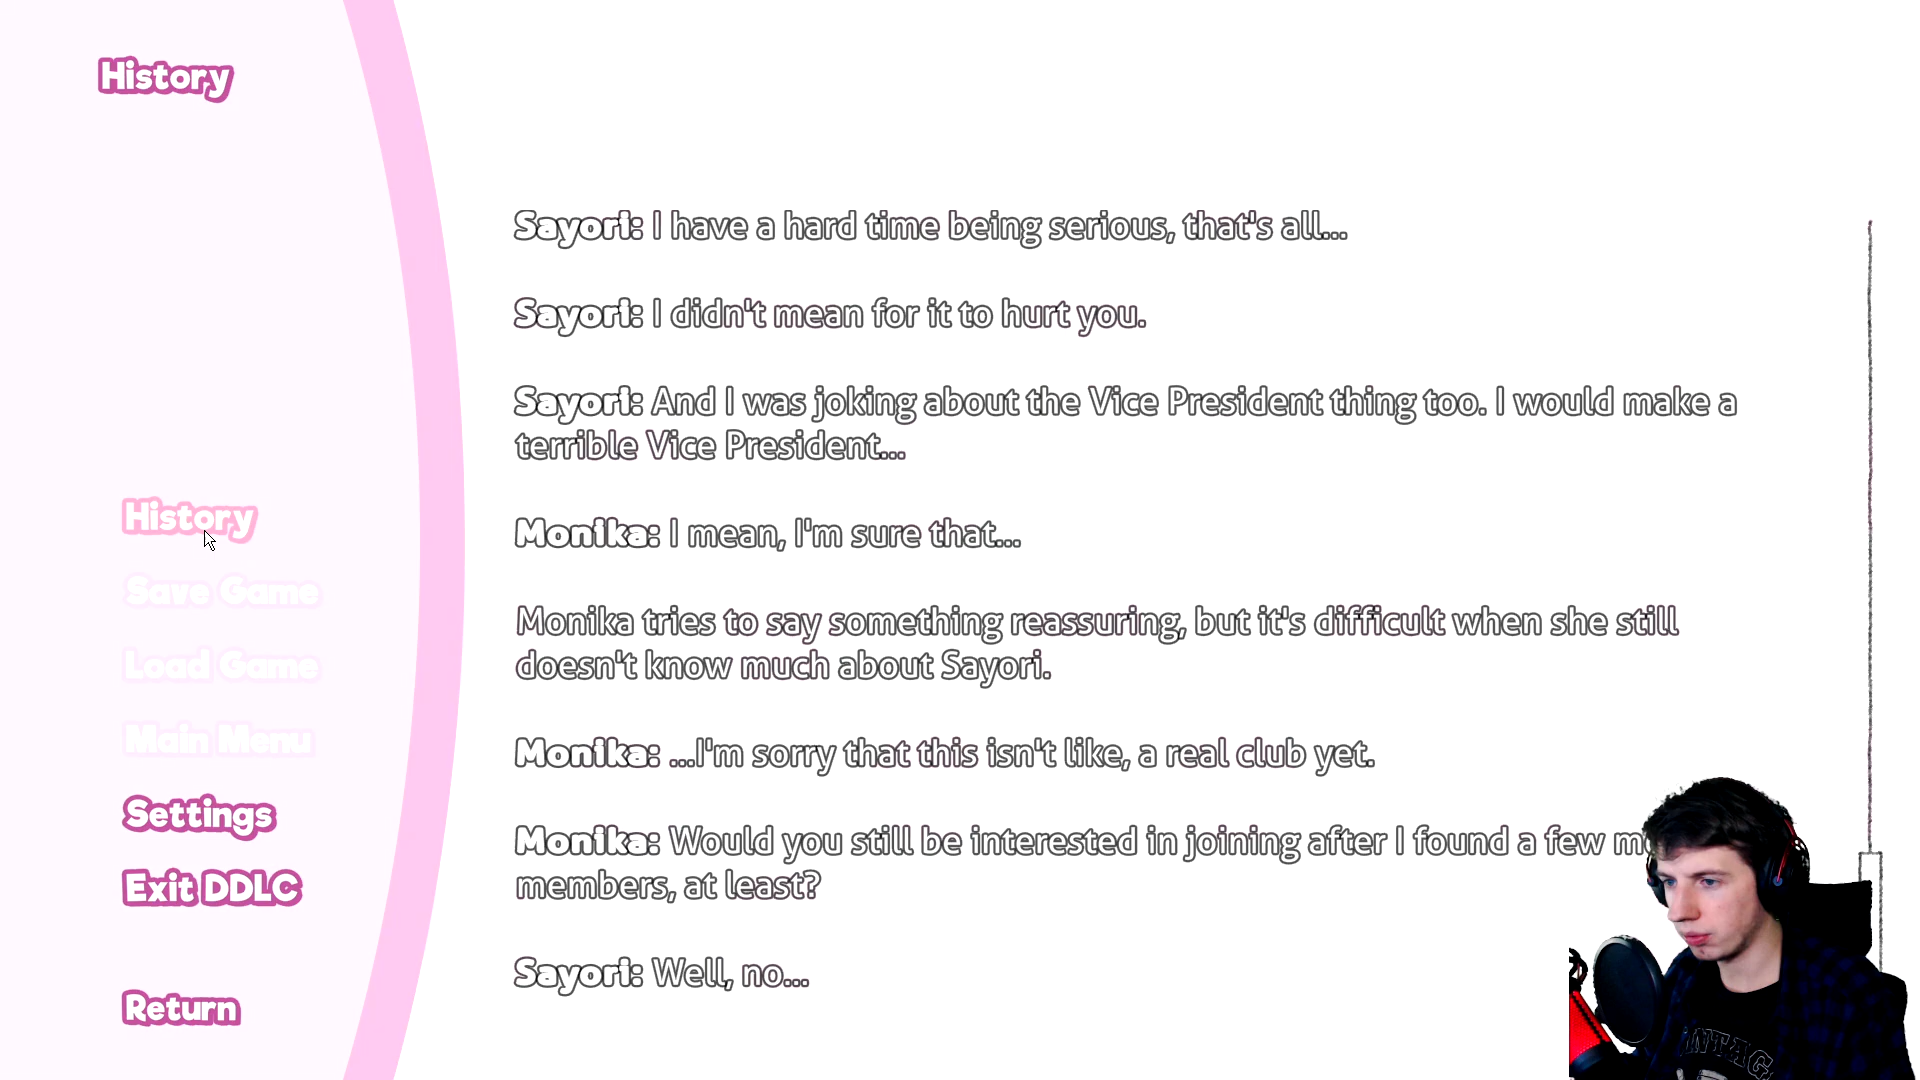 History
Sayori: I have a hard time being serious, that's all...
Sayori: I didn't mean for it to hurt you.
Sayori: And I was joking about the Vice President thing too. I would make a
terrible Vice President...
Monika: I mean, I'm sure that...
Monika tries to say something reassuring, but it's difficult when she still
doesn't know much about Sayori.
Monika: ...I'm sorry that this isn't like, a real club yet.
Monika: Would you still be interested in joining after I found a few
members, at least?
Sayori: Well, no...
History
Save Game
Load Game
Main Menu
Settings
Exit DDLC
Return